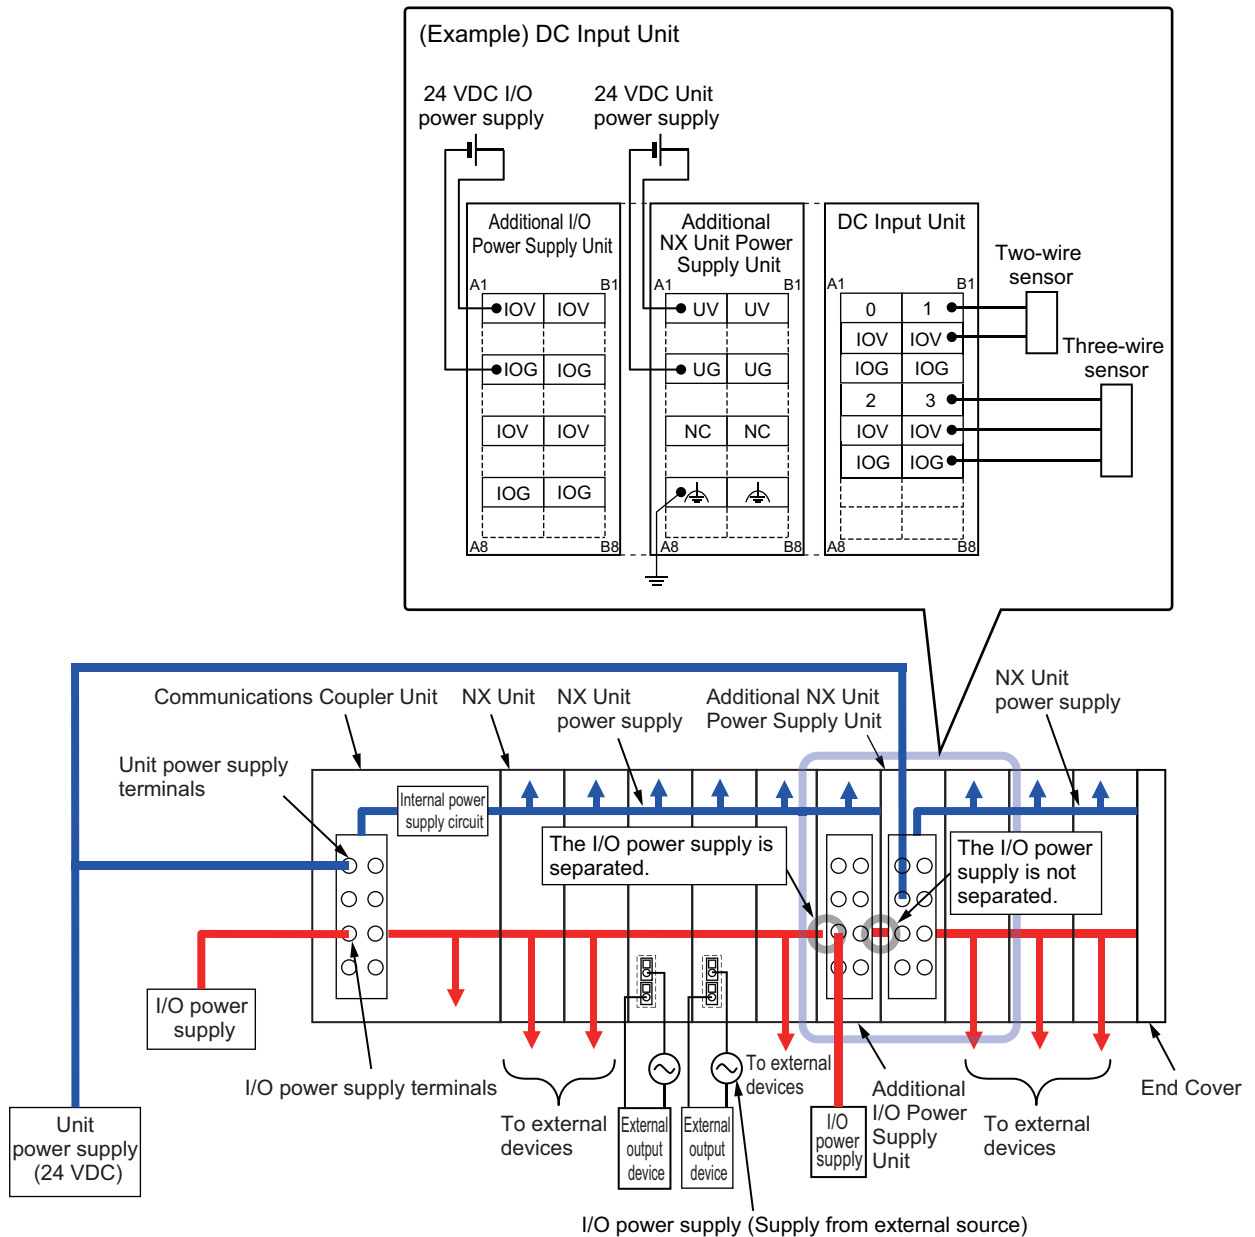 (Example) DC Input Unit
24 VDC I/O
power supply
24 VDC Unit
power supply
Additional I/O
Power Supply Unit
A1
B1
IOV
IOV
IOG
IOG
IOV
IOV
IOG
IOG
A8
B8
Additional
NX Unit Power
Supply Unit
A1
B1
UV
UV
UG
UG
NC
NC
A8
B8
DC Input Unit
A1
B1
0
1
IOV
IOV
IOG
IOG
2
3
IOV
IOV
IOG
IOG
A8
B8
Two-wire
sensor
Three-wire
sensor
Communications Coupler Unit
NX Unit
NX Unit
power supply
Additional NX Unit
Power Supply Unit
NX Unit
power supply
Unit power supply
terminals
Internal power
supply circuit
The I/O power supply is
separated.
The I/O power
supply is not
separated.
I/O power
supply
I/O power supply terminals
Unit
power supply
(24 VDC)
To external
devices
External
output
device
External
output
device
To external
devices
I/O
power
supply
Additional
I/O Power
Supply
Unit
To external
devices
End Cover
I/O power supply (Supply from external source)